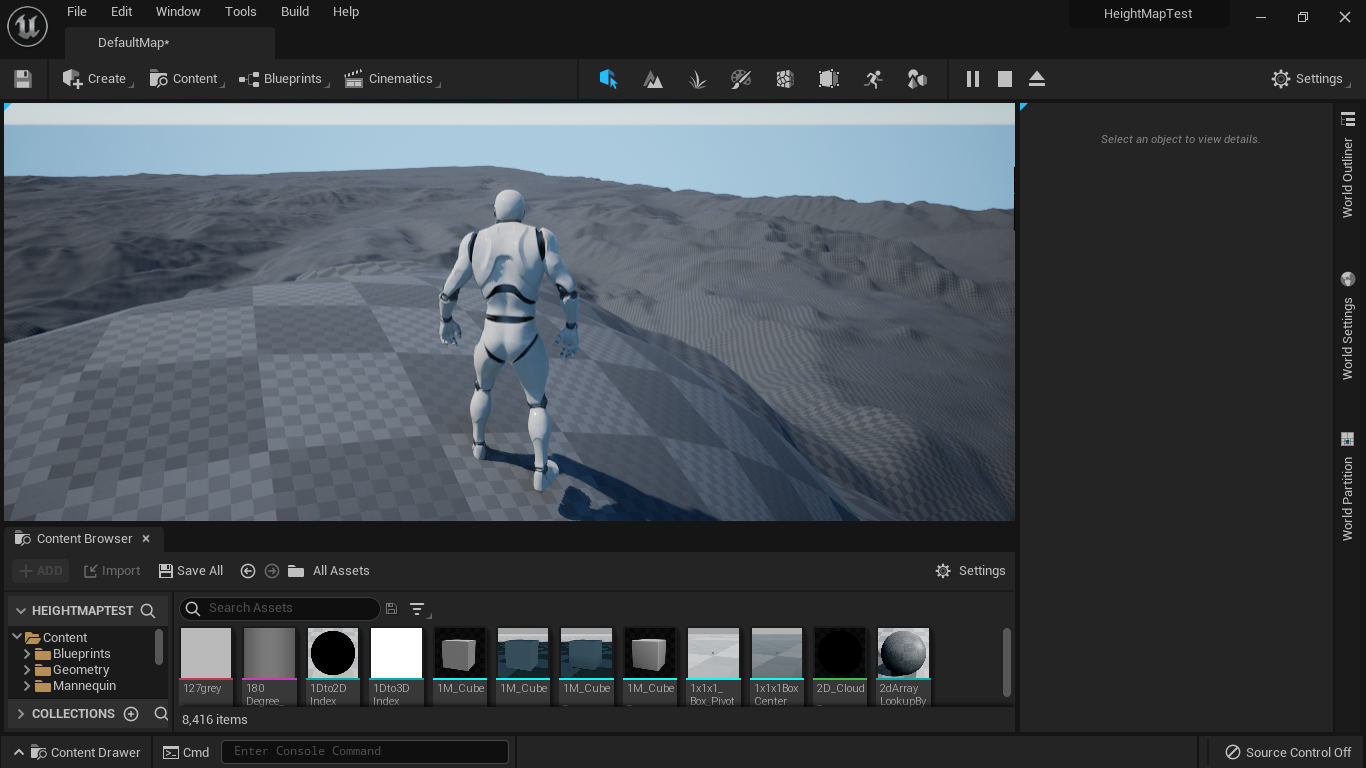 File Edit Window Tools Build Help
HeightMapTest
DefaultMap*
Create Content Blueprints Cinematics Settings
Select an object to view details.
World Outliner
World Settings
World Partition
Content Browser
ADD Import Save All All Assets Settings
HEIGHTMAPTEST
Search Assets
Content
Blueprints
Geometry
Mannequin
COLLECTIONS
127grey
180
Degree_
1Dto2D
Index
1Dto3D
Index
1M_Cube
1M_Cube
1M_Cube
1M_Cube
1x1x1_
Box_Pivot
1x1x1Box
Center
2D_Cloud
2dArray
LookupBy
8,416 items
Content Drawer Cmd Enter Console Command Source Control Off